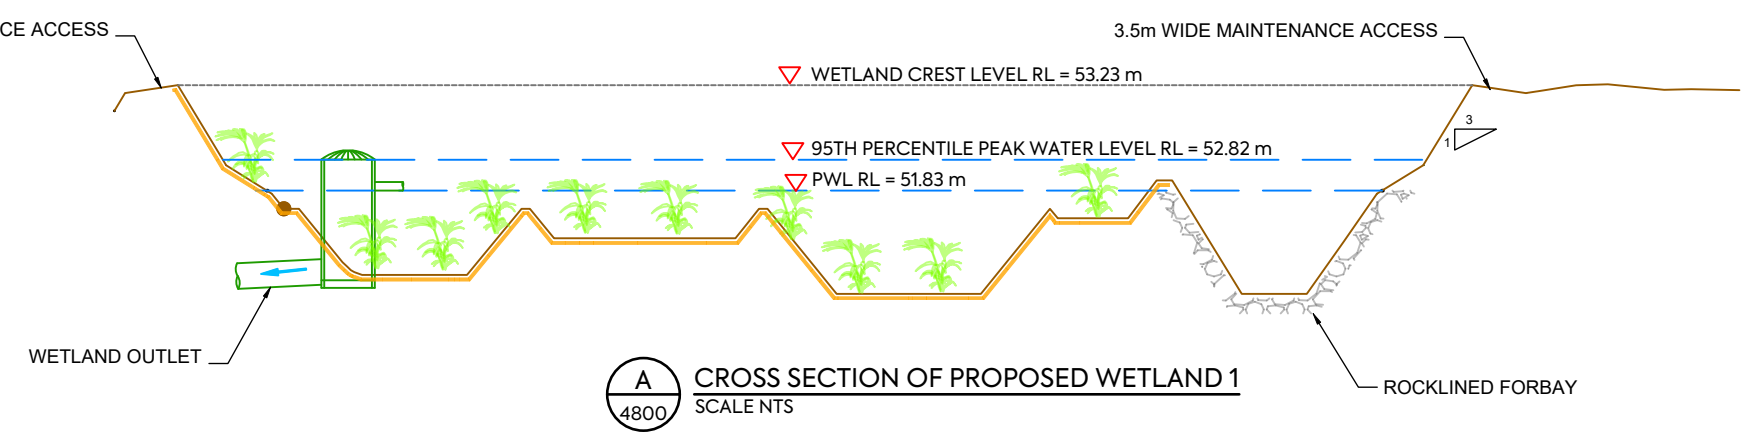 CE ACCESS
3.5m WIDE MAINTENANCE ACCESS
WETLAND CREST LEVEL RL = 53.23 m
3
1
95TH PERCENTILE PEAK WATER LEVEL RL = 52.82 m
PWL RL = 51.83 m
WETLAND OUTLET
A
4800
CROSS SECTION OF PROPOSED WETLAND 1
SCALE NTS
ROCKLINED FORBAY